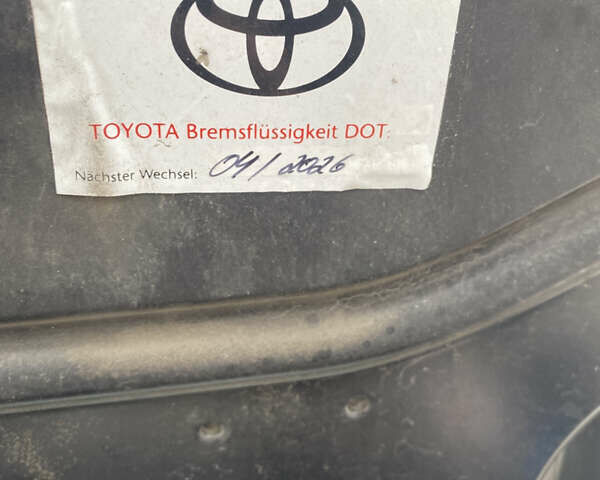 TOYOTA Bremsflüssigkeit DOT:
Nächster Wechsel: 04/2026